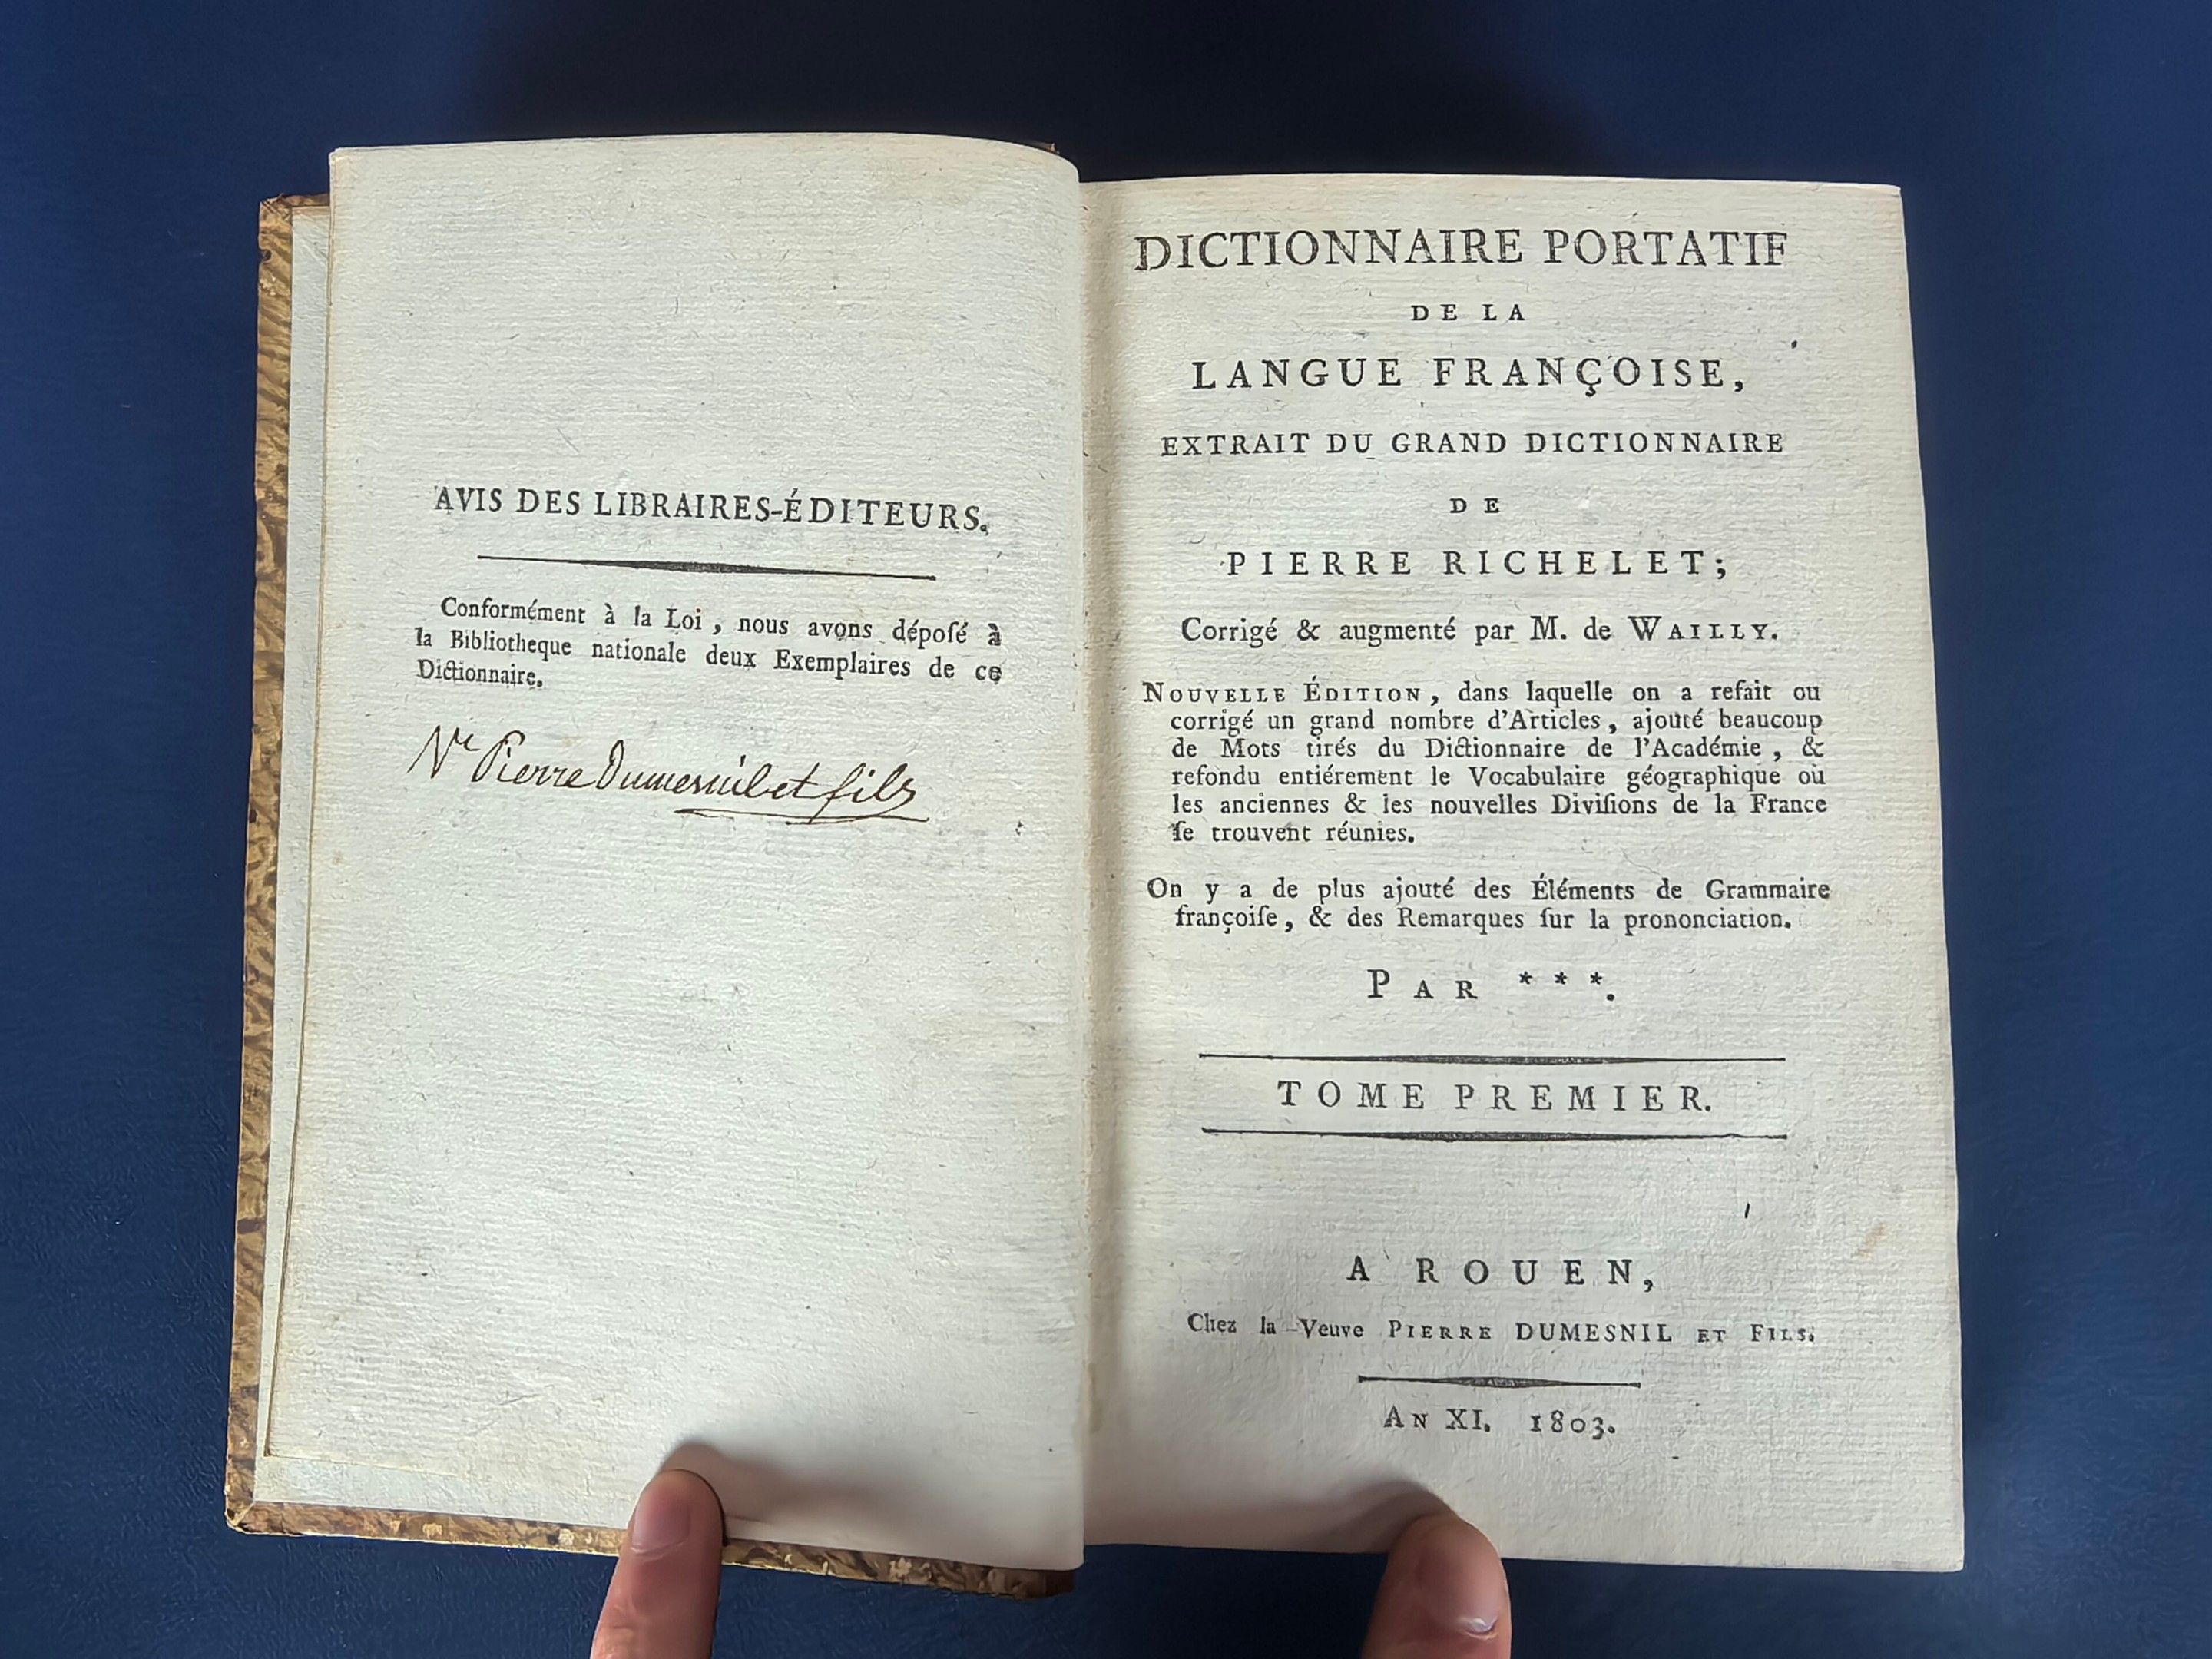 AVIS DES LIBRAIRES-ÉDITEURS.
Conformément à la Loi, nous avons déposé à
la Bibliotheque nationale deux Exemplaires de ce
Dictionnaire.
Ve Pierre Dumesnil et fils
DICTIONNAIRE PORTATIF
DE LA
LANGUE FRANÇOISE,
EXTRAIT DU GRAND DICTIONNAIRE
DE
PIERRE RICHELET;
Corrigé & augmenté par M. de WAILLY.
NOUVELLE ÉDITION, dans laquelle on a refait ou
corrigé un grand nombre d'Articles, ajouté beaucoup
de Mots tirés du Dictionnaire de l'Académie, &
refondu entiérement le Vocabulaire géographique où
les anciennes & les nouvelles Diviſions de la France
ſe trouvent réunies.
On y a de plus ajouté des Éléments de Grammaire
françoiſe, & des Remarques ſur la prononciation.
PAR ***.
TOME PREMIER.
A ROUEN,
Chez la Veuve PIERRE DUMESNIL ET FILS.
AN XI. 1803.